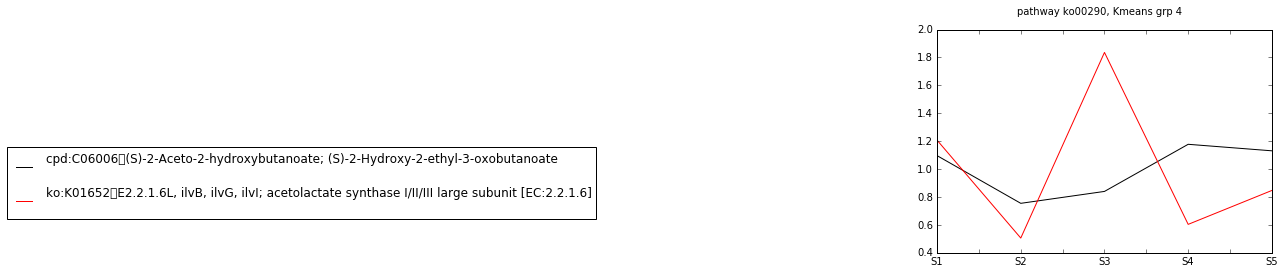 pathway ko00290, Kmeans grp 4
2.0
1.8
1.6
1.4
1.2
1.0
0.8
0.6
0.4
S1 S2 S3 S4 S5
cpd:C06006▯(S)-2-Aceto-2-hydroxybutanoate; (S)-2-Hydroxy-2-ethyl-3-oxobutanoate
ko:K01652▯E2.2.1.6L, ilvB, ilvG, ilvI; acetolactate synthase I/II/III large subunit [EC:2.2.1.6]